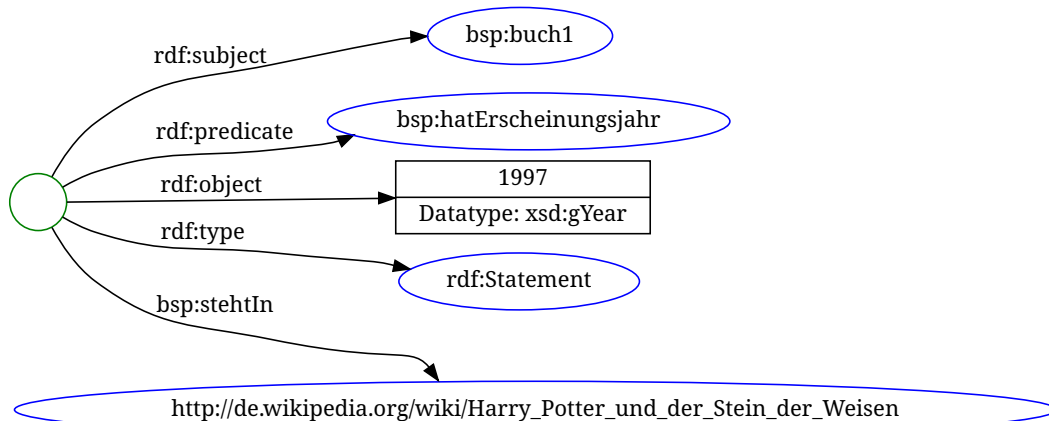 rdf:subject
bsp:buch1
rdf:predicate
bsp:hatErscheinungsjahr
rdf:object
1997
Datatype: xsd:gYear
rdf:type
rdf:Statement
bsp:stehtIn
http://de.wikipedia.org/wiki/Harry_Potter_und_der_Stein_der_Weisen